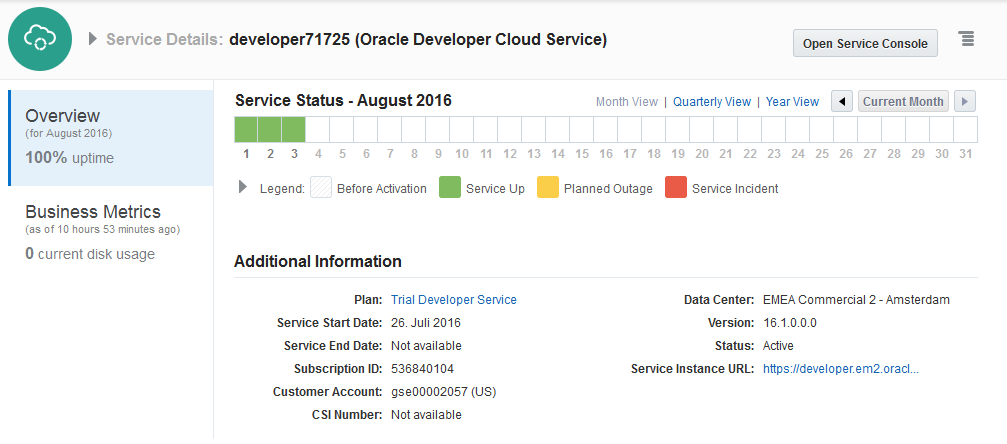 Service Details: developer71725 (Oracle Developer Cloud Service)
Open Service Console
Overview
(for August 2016)
100% uptime
Business Metrics
(as of 10 hours 53 minutes ago)
0 current disk usage
Service Status - August 2016
Month View | Quarterly View | Year View
Current Month
1 2 3 4 5 6 7 8 9 10 11 12 13 14 15 16 17 18 19 20 21 22 23 24 25 26 27 28 29 30 31
Legend: Before Activation Service Up Planned Outage Service Incident
Additional Information
Plan: Trial Developer Service
Service Start Date: 26. Juli 2016
Service End Date: Not available
Subscription ID: 536840104
Customer Account: gse00002057 (US)
CSI Number: Not available
Data Center: EMEA Commercial 2 - Amsterdam
Version: 16.1.0.0.0
Status: Active
Service Instance URL: https://developer.em2.oracl...